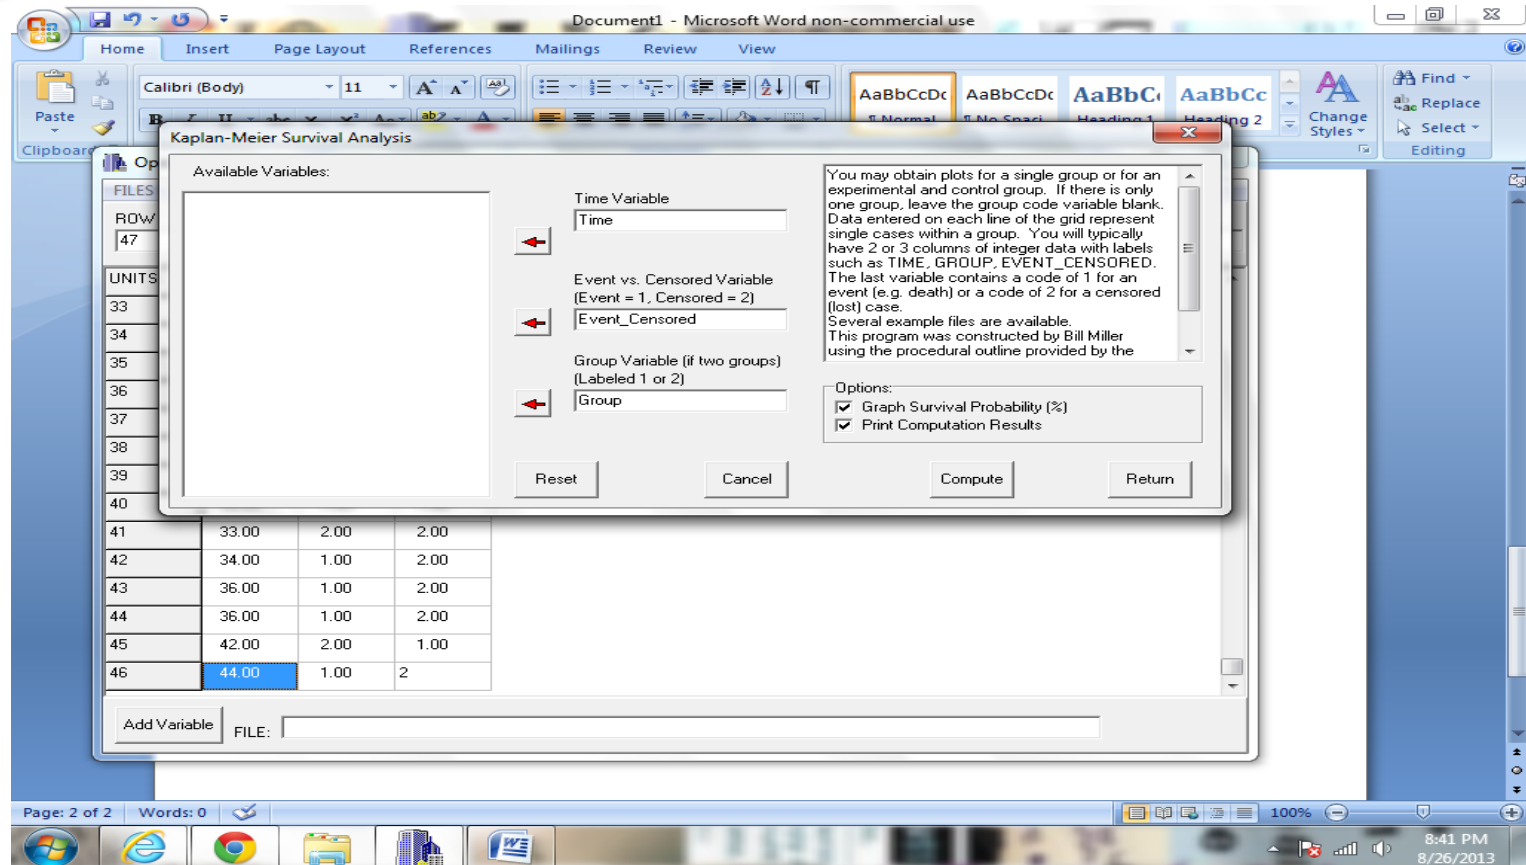 Document1 - Microsoft Word non-commercial use
Home Insert Page Layout References Mailings Review View
Calibri (Body) 11
AaBbCcDc AaBbCcDc AaBbC AaBbCc
Find
Replace
Select
Paste
Change
Styles
Heading 2
Clipboard
Editing
Kaplan-Meier Survival Analysis
Op
FILES
ROW
47
UNITS
33
34
35
36
37
38
39
40
Available Variables:
Time Variable
Time
Event vs. Censored Variable
(Event = 1, Censored = 2)
Event_Censored
Group Variable (if two groups)
(Labeled 1 or 2)
Group
You may obtain plots for a single group or for an
experimental and control group. If there is only
one group, leave the group code variable blank.
Data entered on each line of the grid represent
single cases within a group. You will typically
have 2 or 3 columns of integer data with labels
such as TIME, GROUP, EVENT_CENSORED.
The last variable contains a code of 1 for an
event (e.g. death) or a code of 2 for a censored
(lost) case.
Several example files are available.
This program was constructed by Bill Miller
using the procedural outline provided by the
Options:
Graph Survival Probability (%)
Print Computation Results
Reset Cancel Compute Return
41 33.00 2.00 2.00
42 34.00 1.00 2.00
43 36.00 1.00 2.00
44 36.00 1.00 2.00
45 42.00 2.00 1.00
46 44.00 1.00 2
Add Variable FILE:
Page: 2 of 2 Words: 0
100%
8:41 PM
8/26/2013